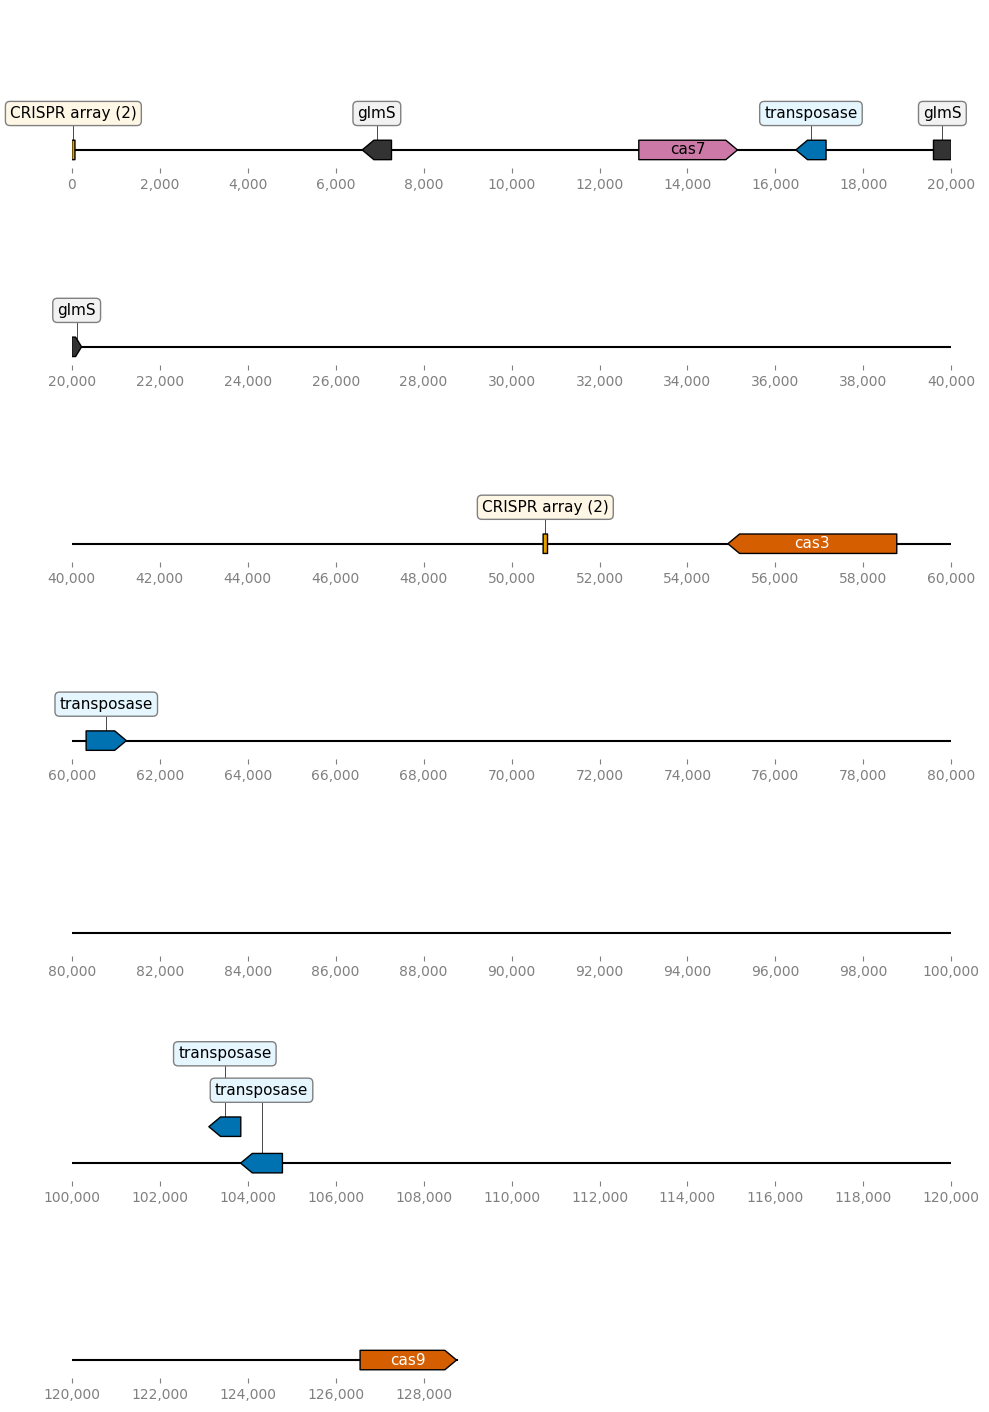 CRISPR array (2) glmS transposase glmS
cas7
0 2,000 4,000 6,000 8,000 10,000 12,000 14,000 16,000 18,000 20,000
glmS
20,000 22,000 24,000 26,000 28,000 30,000 32,000 34,000 36,000 38,000 40,000
CRISPR array (2)
cas3
40,000 42,000 44,000 46,000 48,000 50,000 52,000 54,000 56,000 58,000 60,000
transposase
60,000 62,000 64,000 66,000 68,000 70,000 72,000 74,000 76,000 78,000 80,000
80,000 82,000 84,000 86,000 88,000 90,000 92,000 94,000 96,000 98,000 100,000
transposase
transposase
100,000 102,000 104,000 106,000 108,000 110,000 112,000 114,000 116,000 118,000 120,000
cas9
120,000 122,000 124,000 126,000 128,000